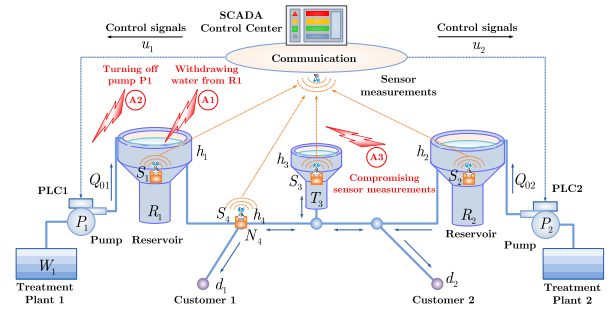 SCADA
Control Center
Control signals
u1
Control signals
u2
Communication
Turning off
pump P1
Withdrawing
water from R1
Sensor
measurements
A2
A1
A3
h1
h3
h2
S1
S3
S2
Compromising
sensor measurements
Q01
Q02
PLC1
PLC2
T3
R1
R2
S4
h4
N4
P1
P2
Pump
Reservoir
Reservoir
Pump
W1
d1
d2
Treatment
Plant 1
Customer 1
Customer 2
Treatment
Plant 2